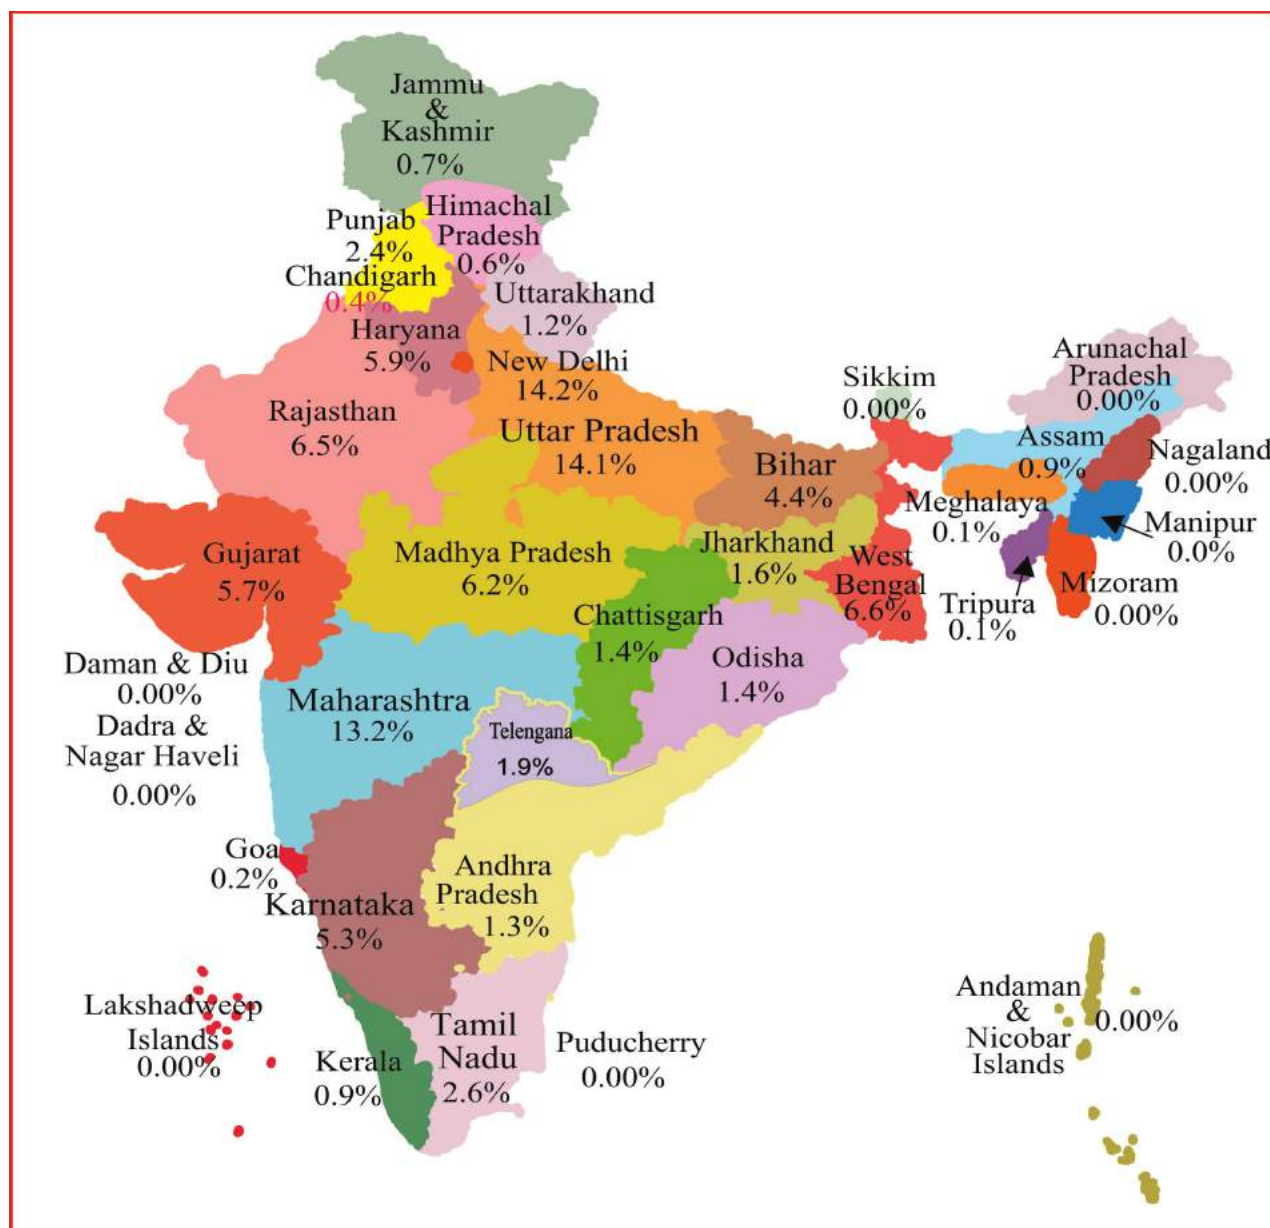 Jammu
&
Kashmir
0.7%
Himachal
Pradesh
0.6%
Punjab
2.4%
Chandigarh
0.4%
Uttarakhand
1.2%
Haryana
5.9%
New Delhi
14.2%
Rajasthan
6.5%
Uttar Pradesh
14.1%
Bihar
4.4%
Sikkim
0.00%
Arunachal
Pradesh
0.00%
Assam
0.9%
Nagaland
0.00%
Meghalaya
0.1%
Manipur
0.0%
Mizoram
0.00%
Tripura
0.1%
Gujarat
5.7%
Madhya Pradesh
6.2%
Jharkhand
1.6%
West
Bengal
6.6%
Chattisgarh
1.4%
Odisha
1.4%
Daman & Diu
0.00%
Dadra &
Nagar Haveli
0.00%
Maharashtra
13.2%
Telengana
1.9%
Goa
0.2%
Karnataka
5.3%
Andhra
Pradesh
1.3%
Lakshadweep
Islands
0.00%
Kerala
0.9%
Tamil
Nadu
2.6%
Puducherry
0.00%
Andaman
&
Nicobar
Islands
0.00%